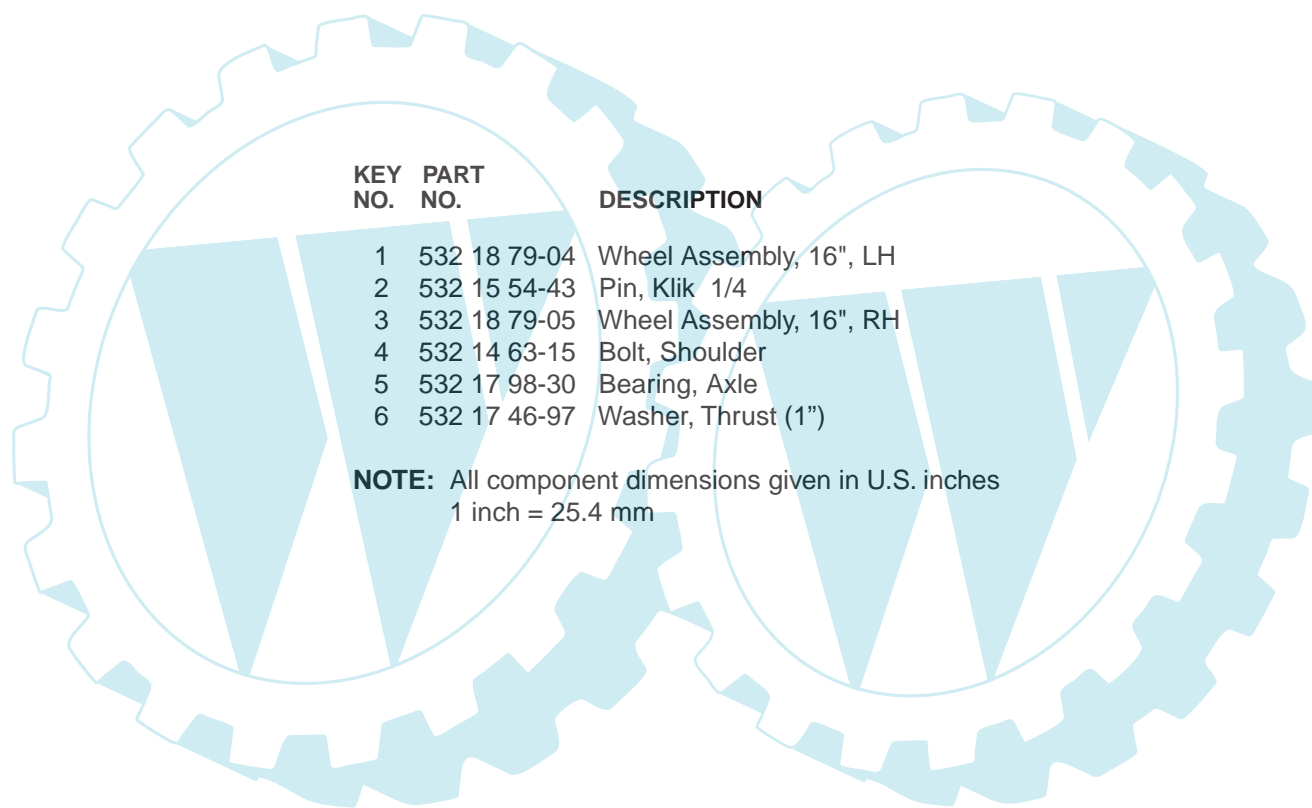 KEY PART
NO. NO. DESCRIPTION
1 532 18 79-04 Wheel Assembly, 16", LH
2 532 15 54-43 Pin, Klik 1/4
3 532 18 79-05 Wheel Assembly, 16", RH
4 532 14 63-15 Bolt, Shoulder
5 532 17 98-30 Bearing, Axle
6 532 17 46-97 Washer, Thrust (1”)
NOTE: All component dimensions given in U.S. inches
1 inch = 25.4 mm